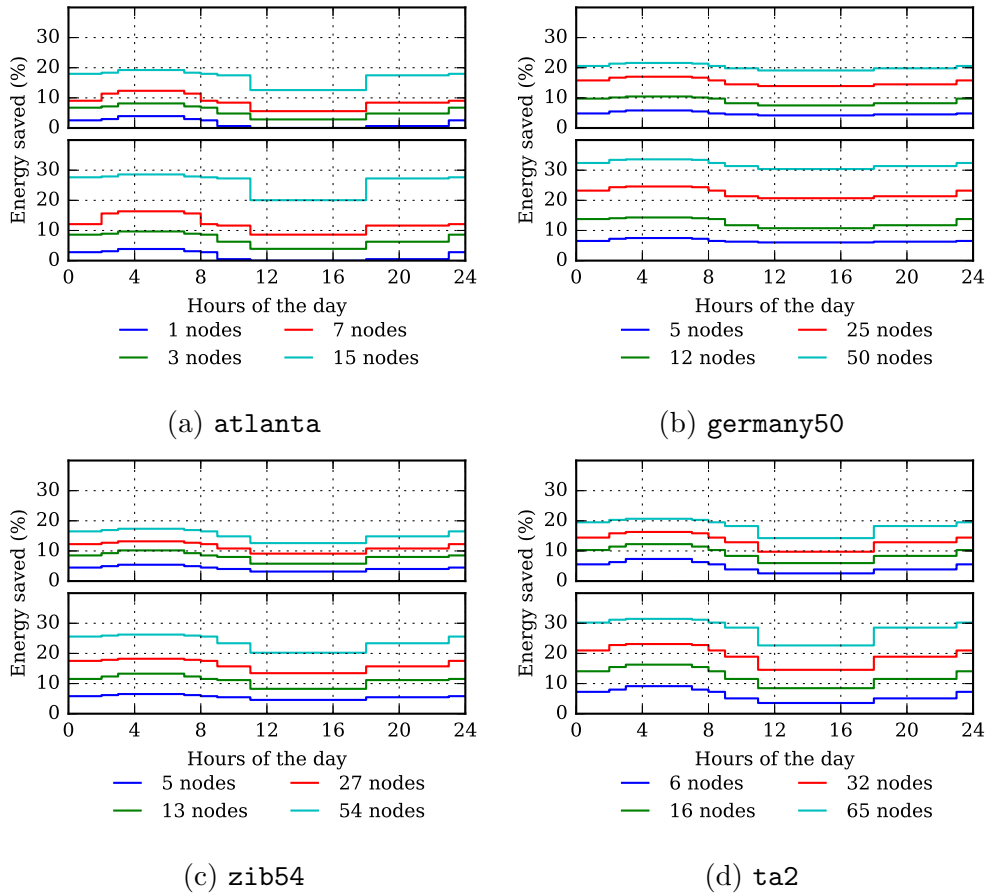 Energy saved (%)
30
20
10
0
30
20
10
0
0 4 8 12 16 20 24
Hours of the day
1 nodes 7 nodes
3 nodes 15 nodes
(a) atlanta
Energy saved (%)
30
20
10
0
30
20
10
0
0 4 8 12 16 20 24
Hours of the day
5 nodes 25 nodes
12 nodes 50 nodes
(b) germany50
Energy saved (%)
30
20
10
0
30
20
10
0
0 4 8 12 16 20 24
Hours of the day
5 nodes 27 nodes
13 nodes 54 nodes
(c) zib54
Energy saved (%)
30
20
10
0
30
20
10
0
0 4 8 12 16 20 24
Hours of the day
6 nodes 32 nodes
16 nodes 65 nodes
(d) ta2